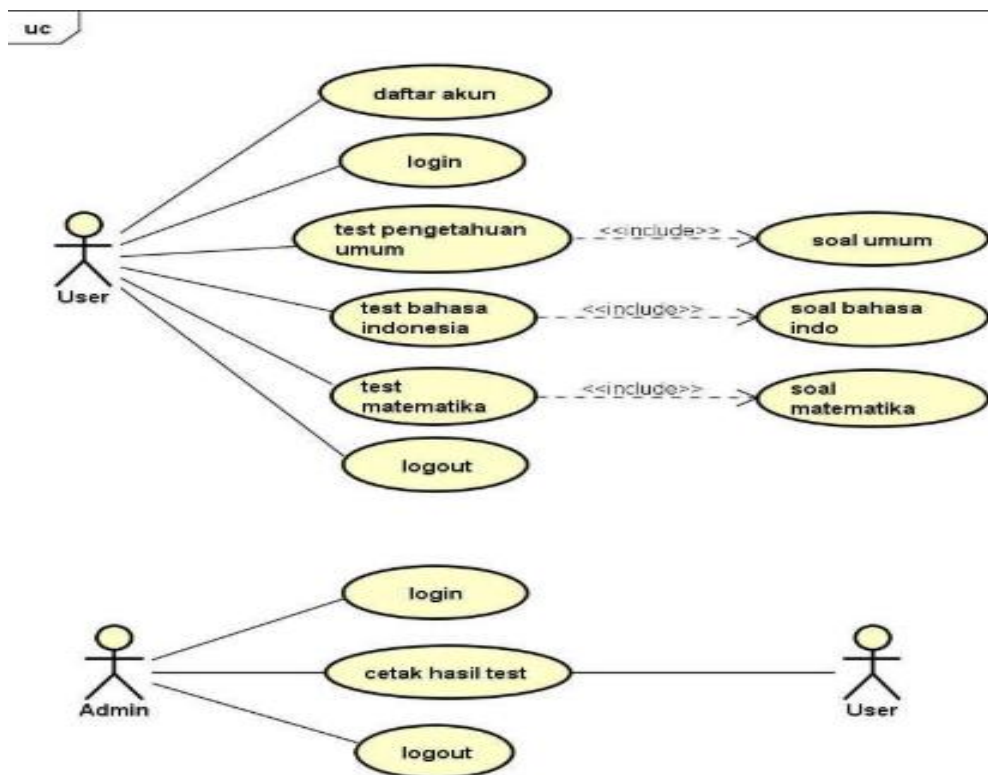 uc
daftar akun
login
test pengetahuan
umum
<<include>>
soal umum
User
test bahasa
indonesia
<<include>>
soal bahasa
indo
test
matematika
<<include>>
soal
matematika
logout
login
cetak hasil test
Admin
User
logout